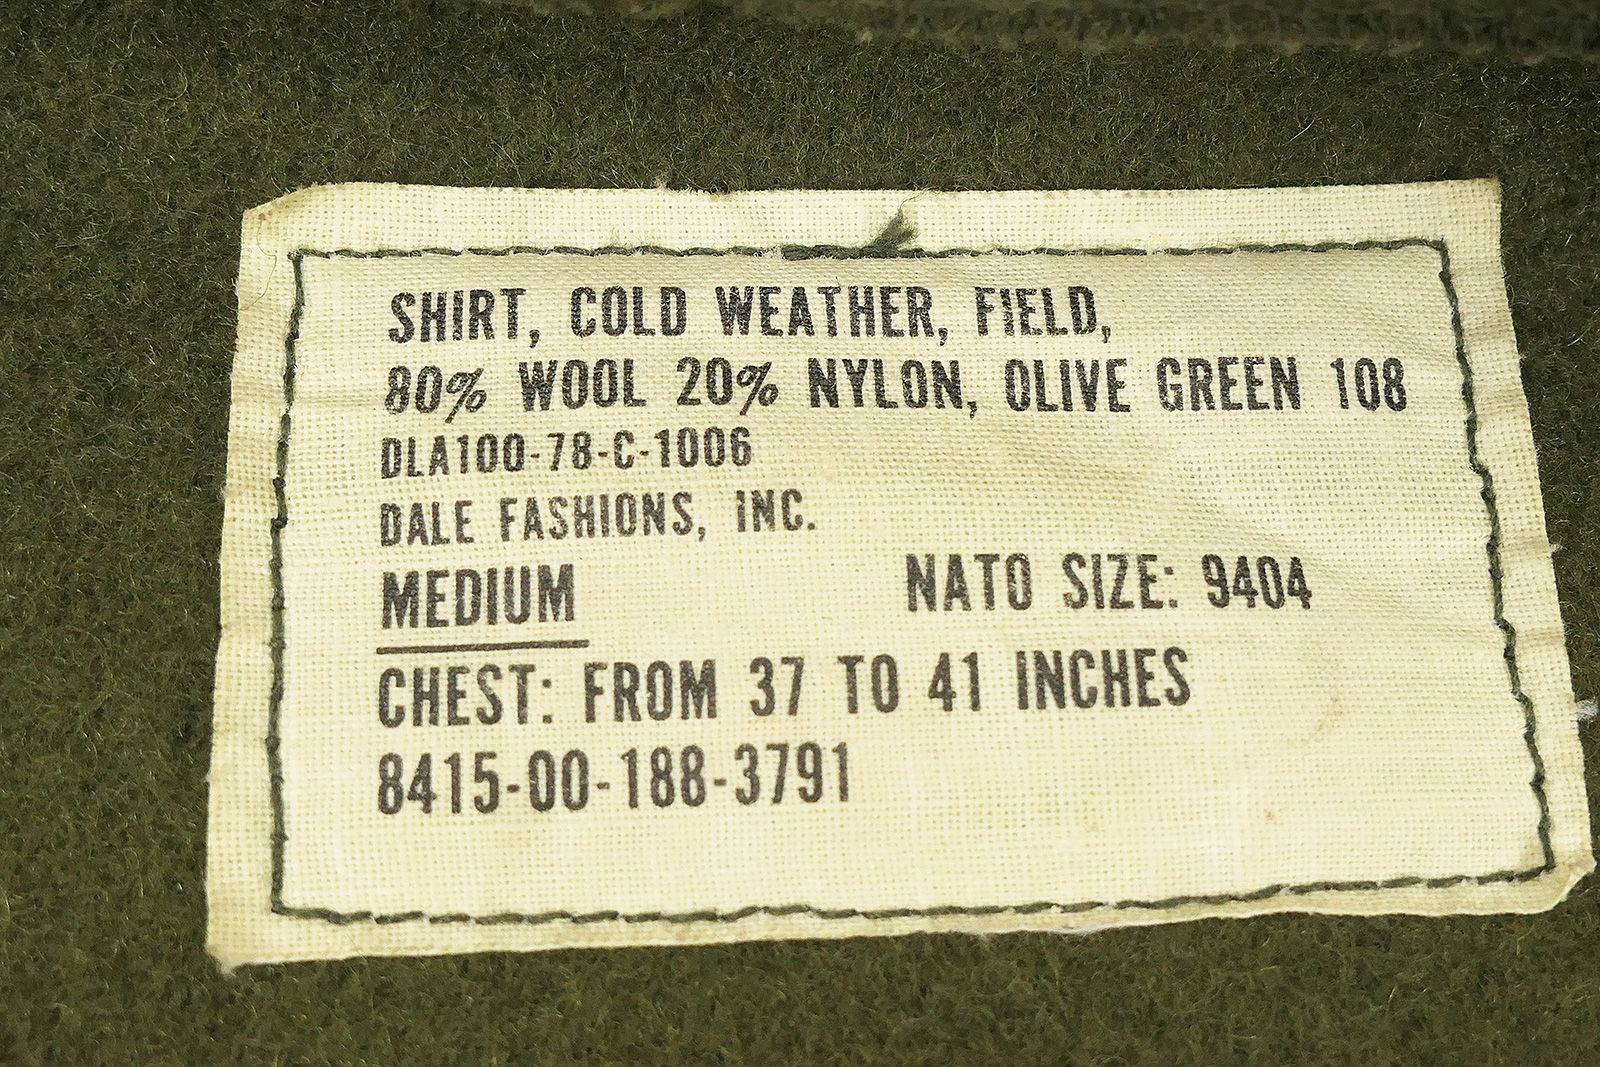 SHIRT, COLD WEATHER, FIELD,
80% WOOL 20% NYLON, OLIVE GREEN 108
DLA100-78-C-1006
DALE FASHIONS, INC.
MEDIUM NATO SIZE: 9404
CHEST: FROM 37 TO 41 INCHES
8415-00-188-3791